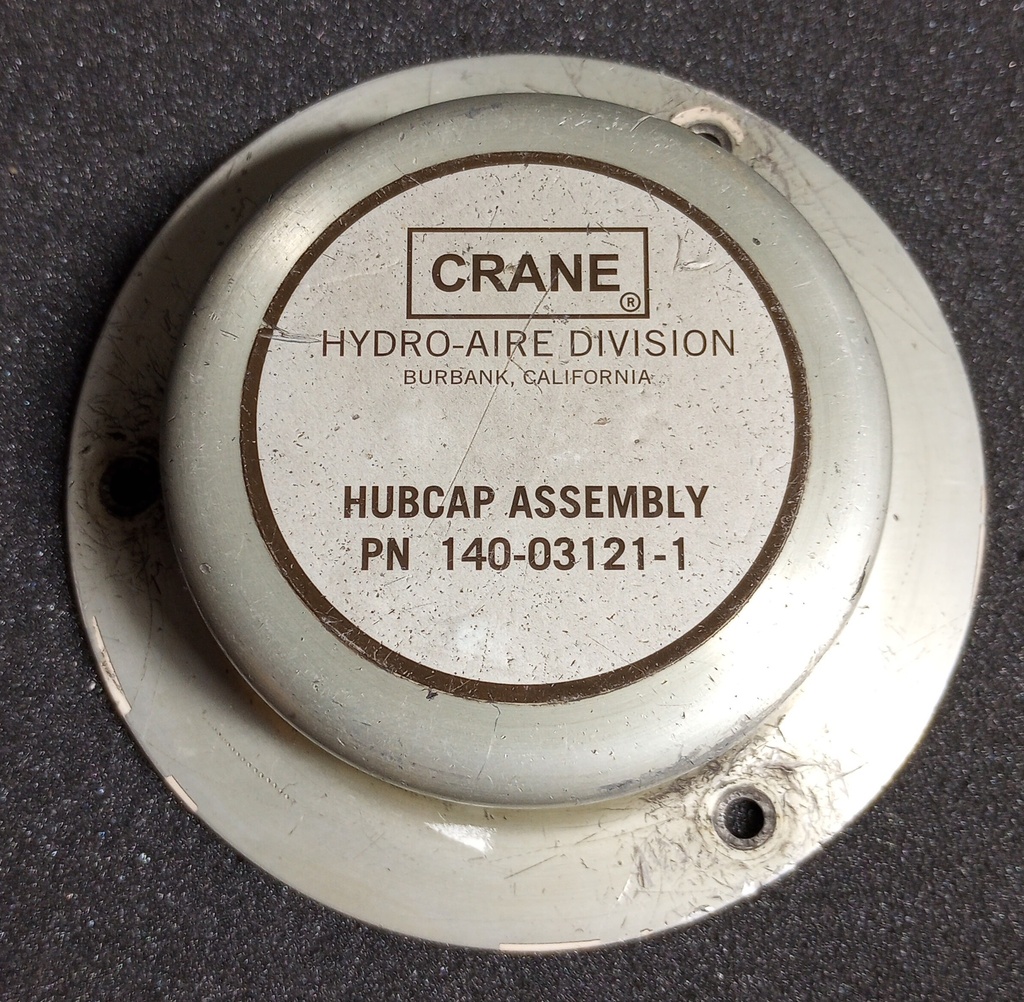 CRANE®
HYDRO-AIRE DIVISION
BURBANK, CALIFORNIA
HUBCAP ASSEMBLY
PN 140-03121-1